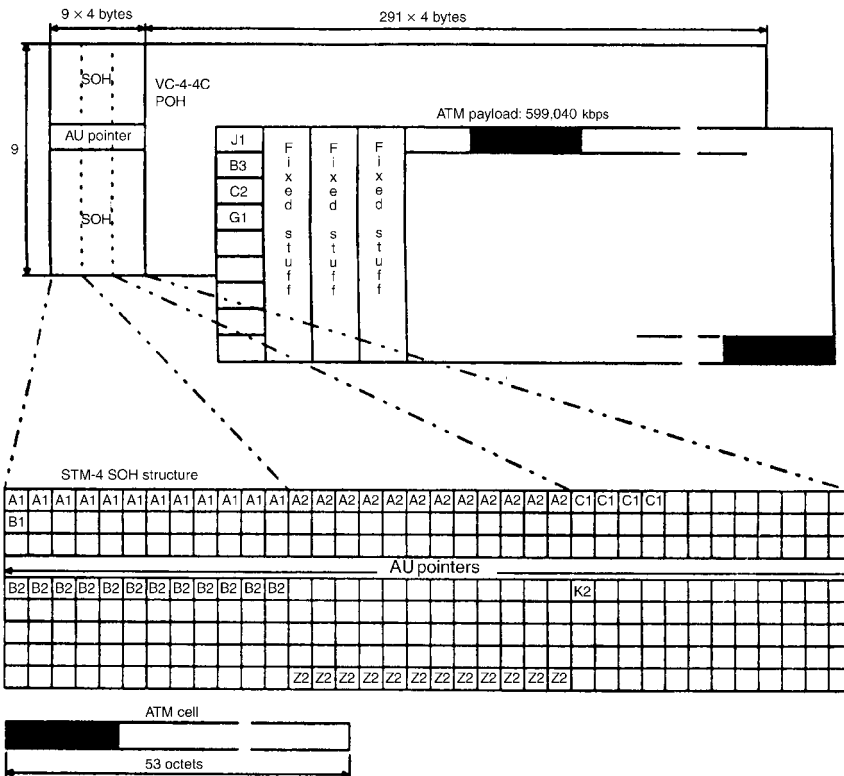 9 × 4 bytes
291 × 4 bytes
SOH
VC-4-4C
POH
ATM payload: 599.040 kbps
AU pointer
9
SOH
J1
B3
C2
G1
Fixed stuff
Fixed stuff
Fixed stuff
STM-4 SOH structure
A1 A1 A1 A1 A1 A1 A1 A1 A1 A1 A1 A1 A2 A2 A2 A2 A2 A2 A2 A2 A2 A2 A2 A2 C1 C1 C1 C1
B1
AU pointers
B2 B2 B2 B2 B2 B2 B2 B2 B2 B2 B2 B2 K2
Z2 Z2 Z2 Z2 Z2 Z2 Z2 Z2 Z2 Z2 Z2 Z2
ATM cell
53 octets